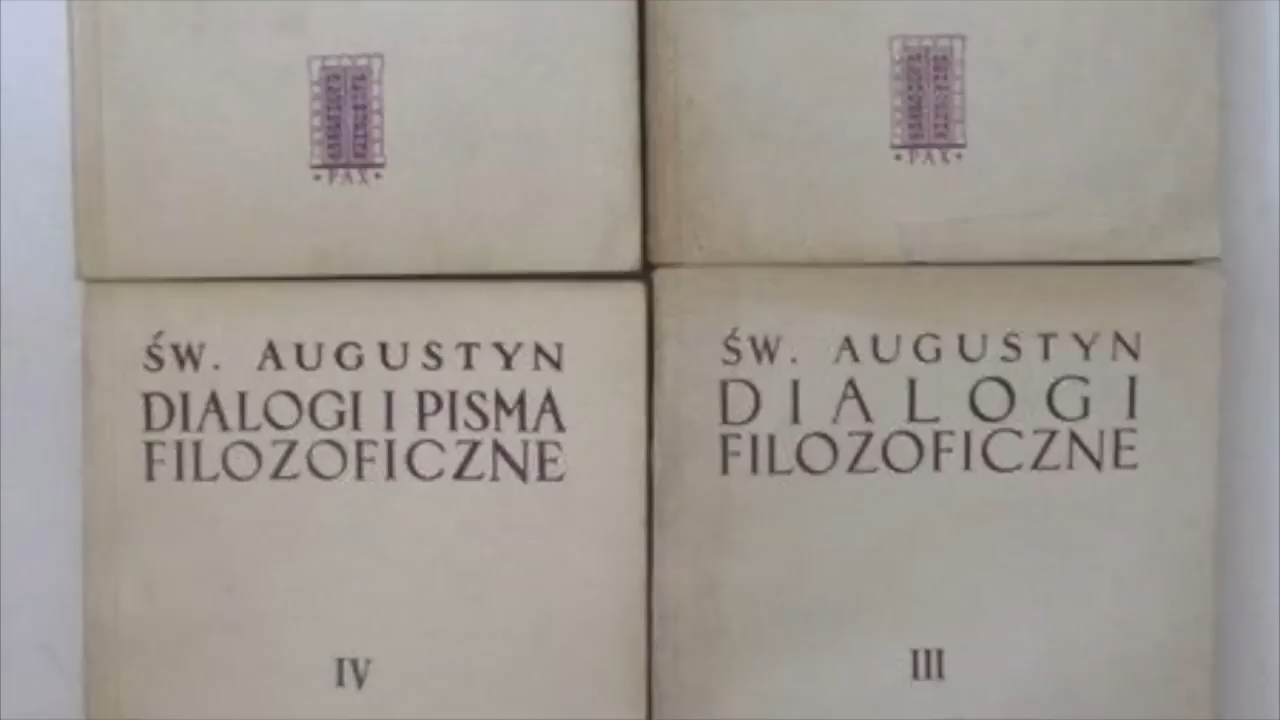 • PAX •
• PAX •
ŚW. AUGUSTYN
DIALOGI I PISMA
FILOZOFICZNE
IV
ŚW. AUGUSTYN
DIALOGI
FILOZOFICZNE
III